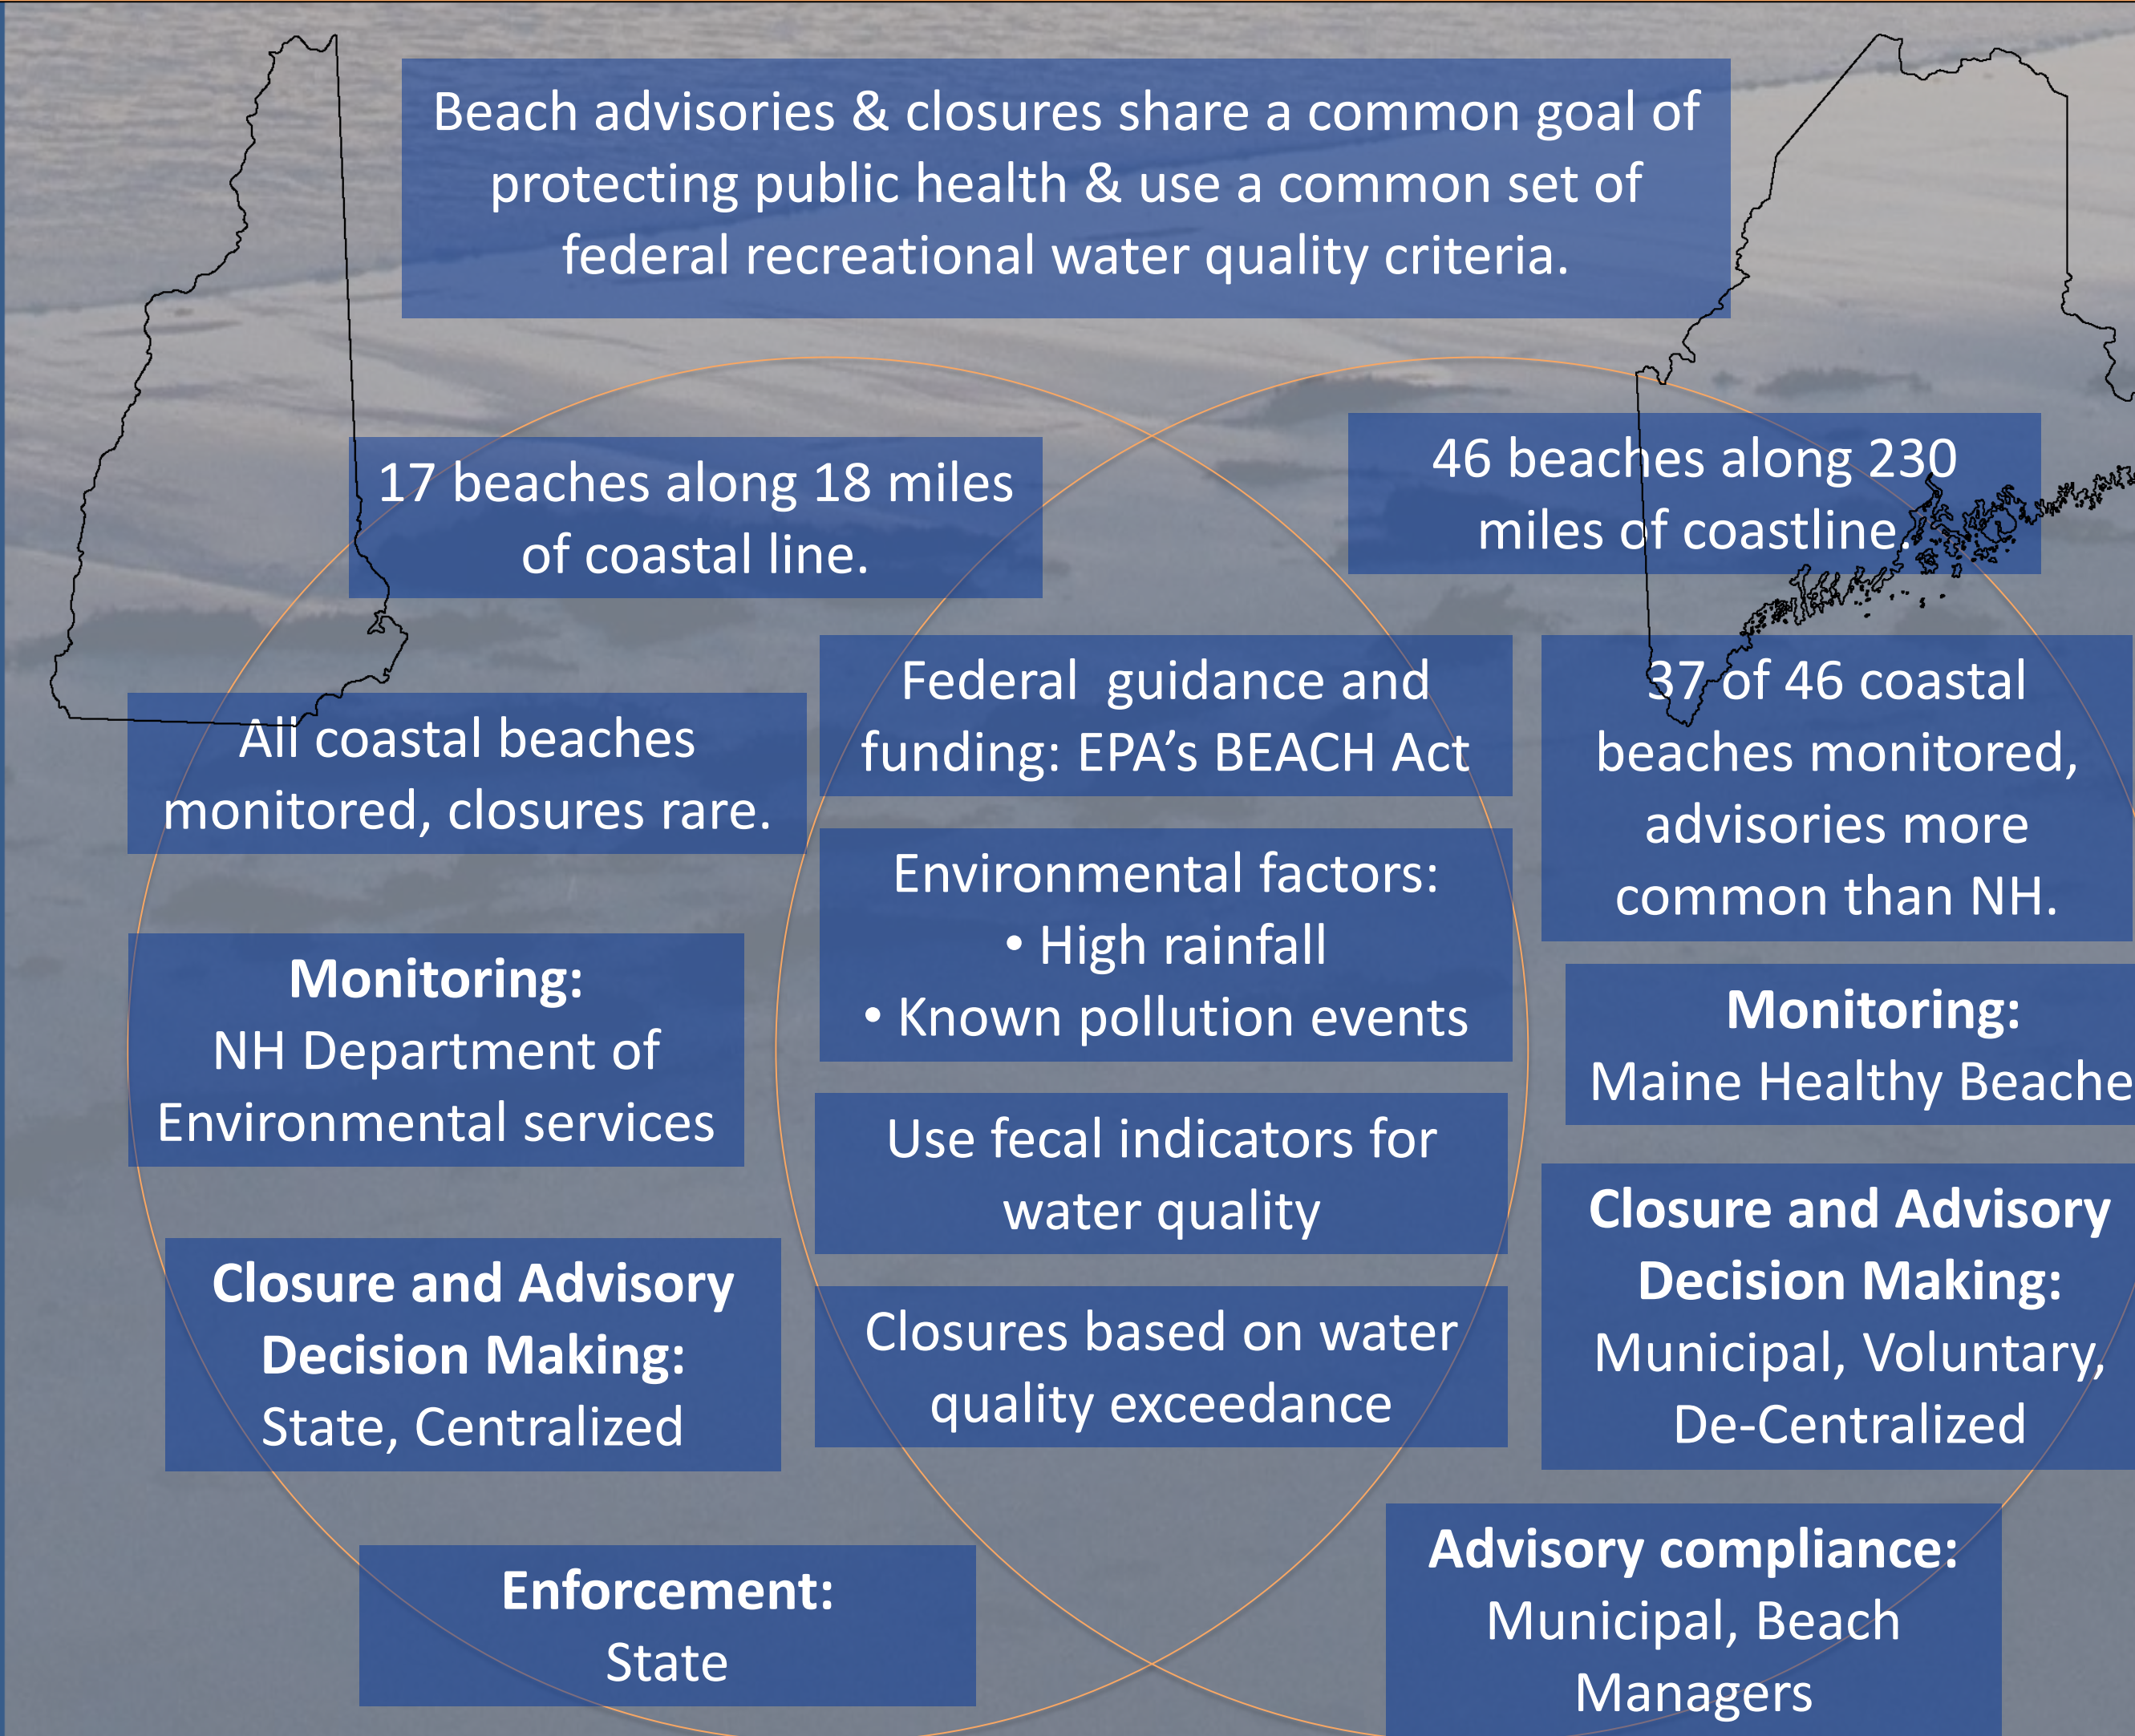 Beach advisories & closures share a common goal of
protecting public health & use a common set of
federal recreational water quality criteria.
17 beaches along 18 miles
of coastal line.
46 beaches along 230
miles of coastline.
All coastal beaches
monitored, closures rare.
Federal guidance and
funding: EPA’s BEACH Act
37 of 46 coastal
beaches monitored,
advisories more
common than NH.
Environmental factors:
• High rainfall
• Known pollution events
Monitoring:
NH Department of
Environmental services
Monitoring:
Maine Healthy Beache
Use fecal indicators for
water quality
Closure and Advisory
Decision Making:
State, Centralized
Closures based on water
quality exceedance
Closure and Advisory
Decision Making:
Municipal, Voluntary,
De-Centralized
Enforcement:
State
Advisory compliance:
Municipal, Beach
Managers